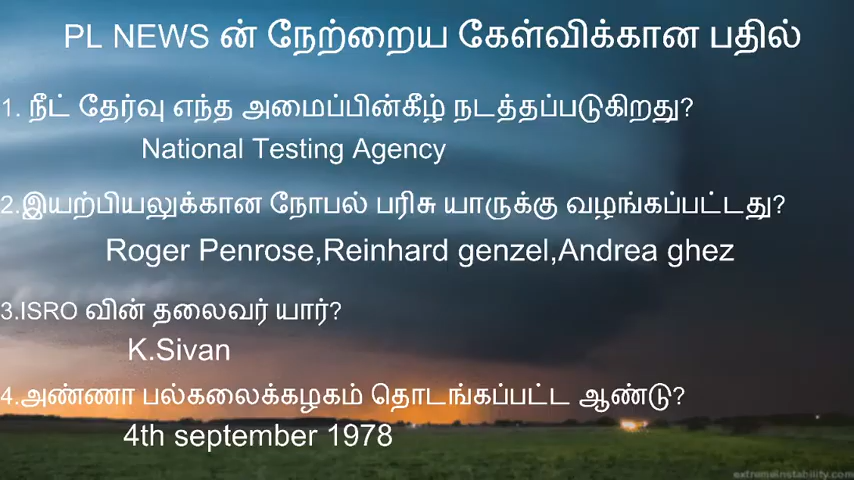 PL NEWS ன் நேற்றைய கேள்விக்கான பதில்
1. நீட் தேர்வு எந்த அமைப்பின்கீழ் நடத்தப்படுகிறது?
National Testing Agency
2.இயற்பியலுக்கான நோபல் பரிசு யாருக்கு வழங்கப்பட்டது?
Roger Penrose,Reinhard genzel,Andrea ghez
3.ISRO வின் தலைவர் யார்?
K.Sivan
4.அண்ணா பல்கலைக்கழகம் தொடங்கப்பட்ட ஆண்டு?
4th september 1978
extremeinstability.com